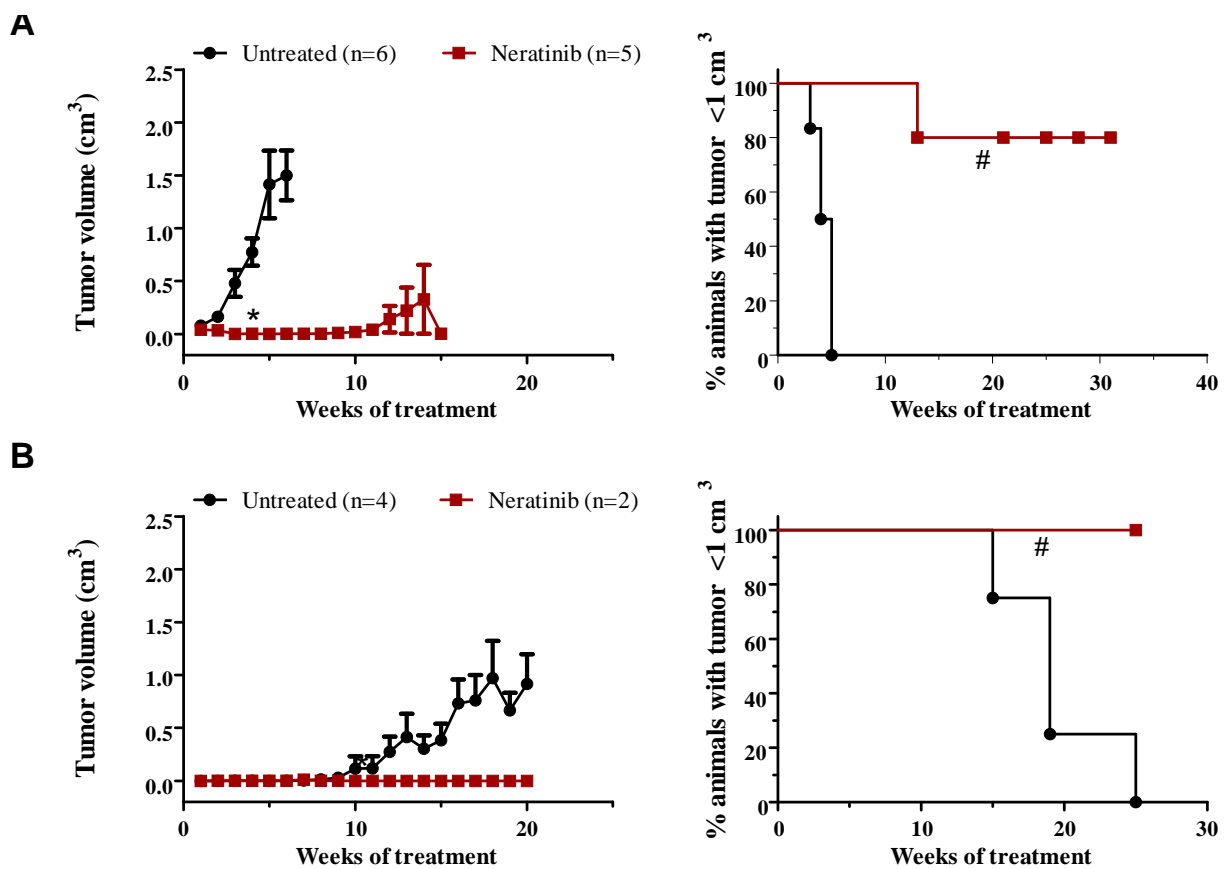 A
Untreated (n=6) Neratinib (n=5)
Tumor volume (cm3)
2.5
2.0
1.5
1.0
0.5
0.0
*
0 10 20
Weeks of treatment
% animals with tumor <1 cm 3
100
80
60
40
20
0
#
0 10 20 30 40
Weeks of treatment
B
Untreated (n=4) Neratinib (n=2)
Tumor volume (cm3)
2.5
2.0
1.5
1.0
0.5
0.0
*
0 10 20
Weeks of treatment
% animals with tumor <1 cm 3
100
80
60
40
20
0
#
0 10 20 30
Weeks of treatment